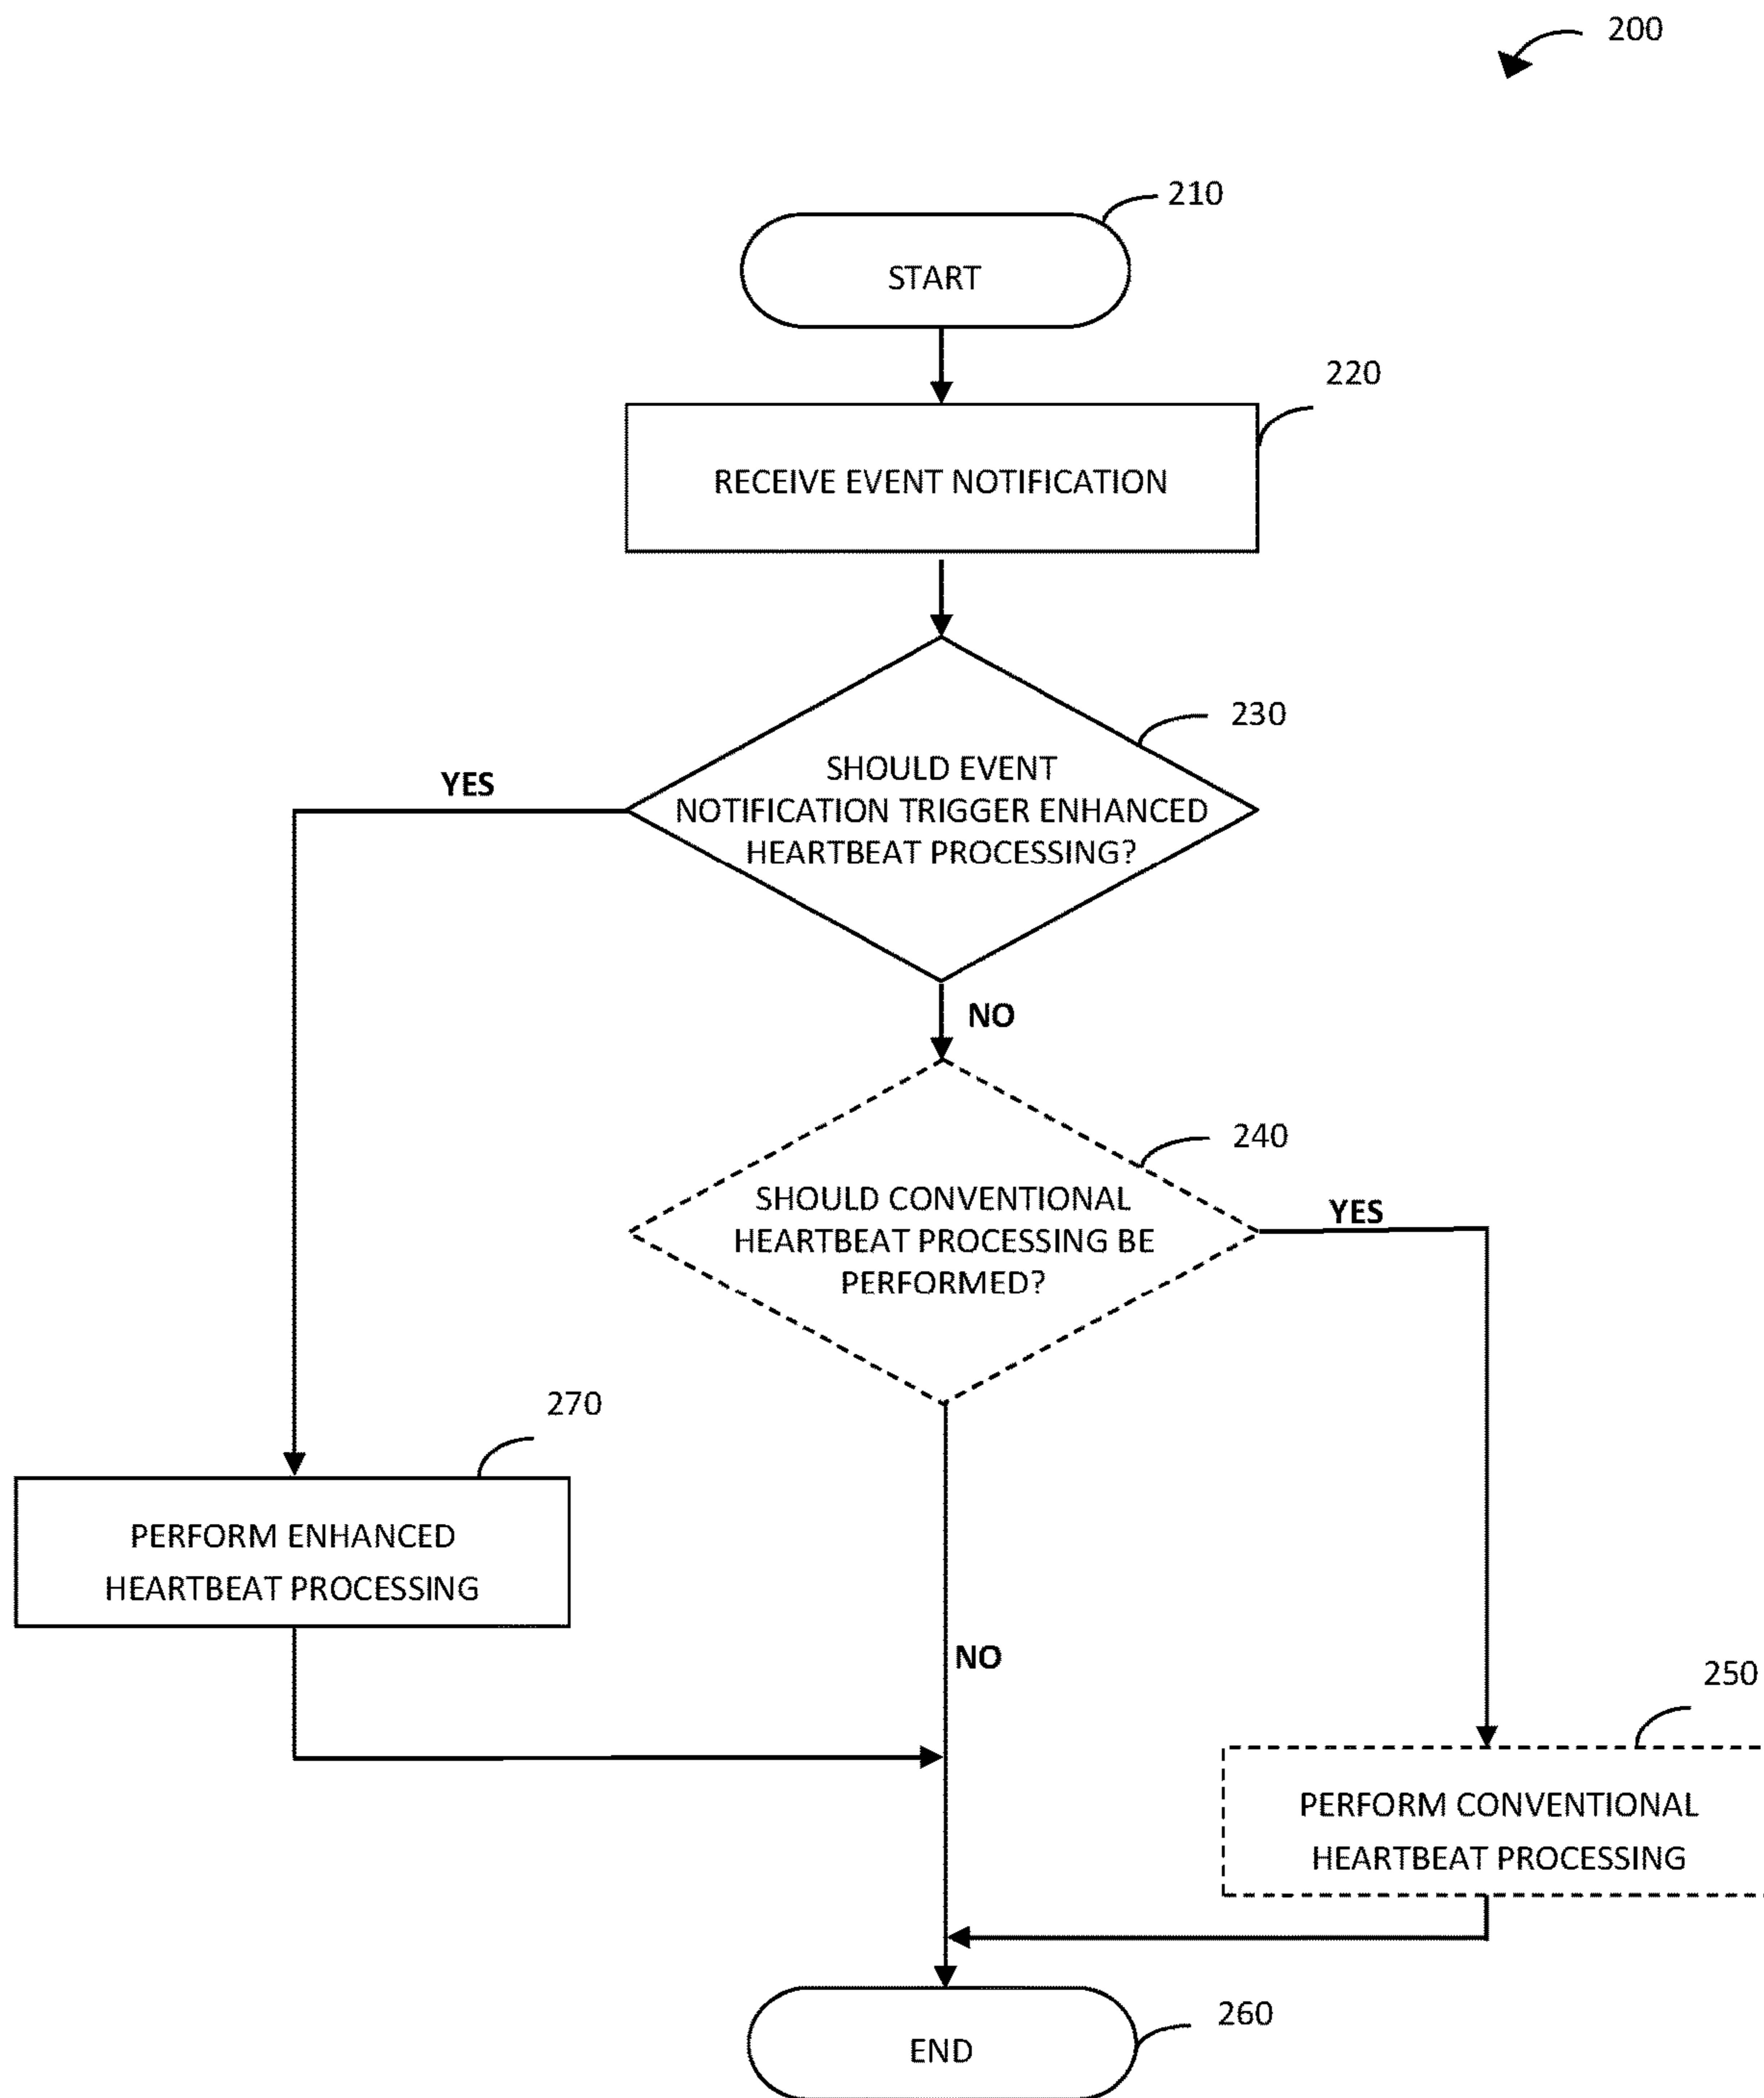 200
210
START
220
RECEIVE EVENT NOTIFICATION
230
SHOULD EVENT
NOTIFICATION TRIGGER ENHANCED
HEARTBEAT PROCESSING?
YES
NO
240
SHOULD CONVENTIONAL
HEARTBEAT PROCESSING BE
PERFORMED?
YES
270
PERFORM ENHANCED
HEARTBEAT PROCESSING
NO
250
PERFORM CONVENTIONAL
HEARTBEAT PROCESSING
260
END